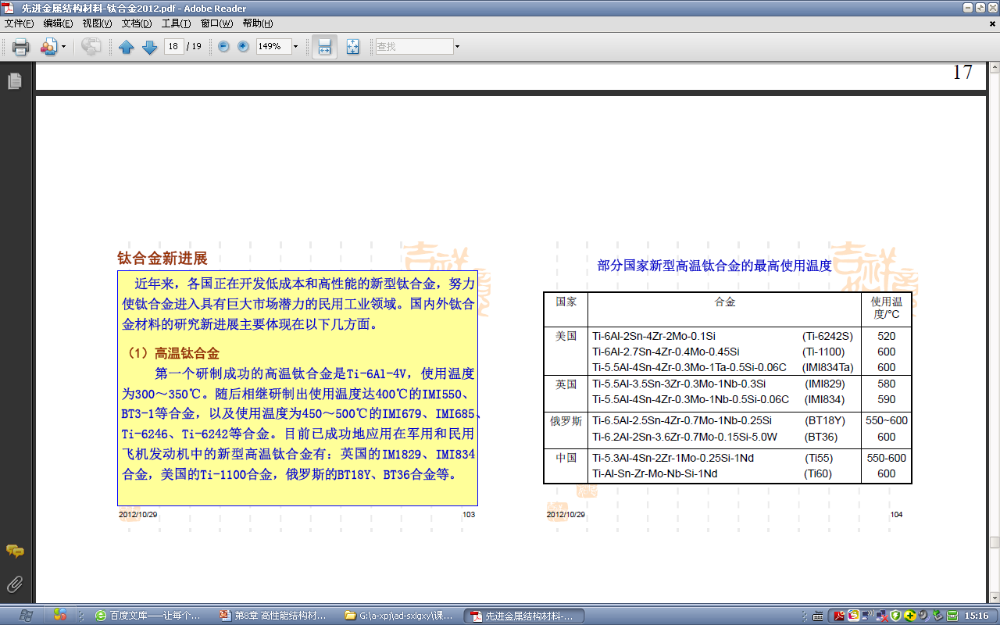 先进金属结构材料-钛合金2012.pdf - Adobe Reader
文件(F) 编辑(E) 视图(V) 文档(D) 工具(T) 窗口(W) 帮助(H)
18 / 19 149% 查找
17
钛合金新进展
近年来，各国正在开发低成本和高性能的新型钛合金，努力
使钛合金进入具有巨大市场潜力的民用工业领域。国内外钛合
金材料的研究新进展主要体现在以下几方面。
（1）高温钛合金
第一个研制成功的高温钛合金是Ti-6Al-4V，使用温度
为300～350℃。随后相继研制出使用温度达400℃的IMI550、
BT3-1等合金，以及使用温度为450～500℃的IMI679、IMI685、
Ti-6246、Ti-6242等合金。目前已成功地应用在军用和民用
飞机发动机中的新型高温钛合金有：英国的IM1829、IMI834
合金，美国的Ti-1100合金，俄罗斯的BT18Y、BT36合金等。
2012/10/29 103
部分国家新型高温钛合金的最高使用温度
国家 合金 使用温
度/℃
美国 Ti-6Al-2Sn-4Zr-2Mo-0.1Si (Ti-6242S) 520
Ti-6Al-2.7Sn-4Zr-0.4Mo-0.45Si (Ti-1100) 600
Ti-5.5Al-4Sn-4Zr-0.3Mo-1Ta-0.5Si-0.06C (IMI834Ta) 600
英国 Ti-5.5Al-3.5Sn-3Zr-0.3Mo-1Nb-0.3Si (IMI829) 580
Ti-5.5Al-4Sn-4Zr-0.3Mo-1Nb-0.5Si-0.06C (IMI834) 590
俄罗斯 Ti-6.5Al-2.5Sn-4Zr-0.7Mo-1Nb-0.25Si (BT18Y) 550~600
Ti-6.2Al-2Sn-3.6Zr-0.7Mo-0.15Si-5.0W (BT36) 600
中国 Ti-5.3Al-4Sn-2Zr-1Mo-0.25Si-1Nd (Ti55) 550-600
Ti-Al-Sn-Zr-Mo-Nb-Si-1Nd (Ti60) 600
2012/10/29 104
百度文库——让每个... 第8章 高性能结构材... G:\a-xpj\ad-sxlgxy\课... 先进金属结构材料-... 15:16